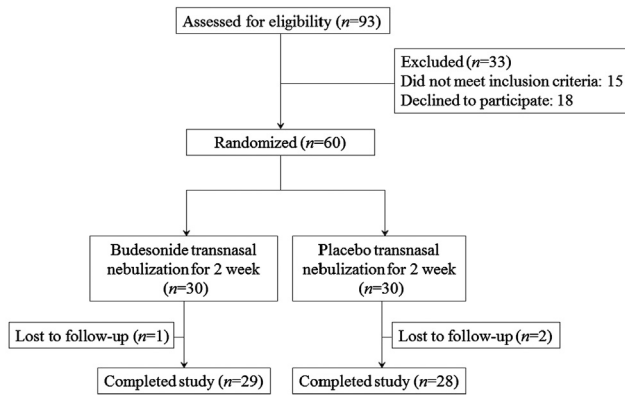 Assessed for eligibility (n=93)
Excluded (n=33)
Did not meet inclusion criteria: 15
Declined to participate: 18
Randomized (n=60)
Budesonide transnasal
nebulization for 2 week
(n=30)
Placebo transnasal
nebulization for 2 week
(n=30)
Lost to follow-up (n=1)
Lost to follow-up (n=2)
Completed study (n=29)
Completed study (n=28)